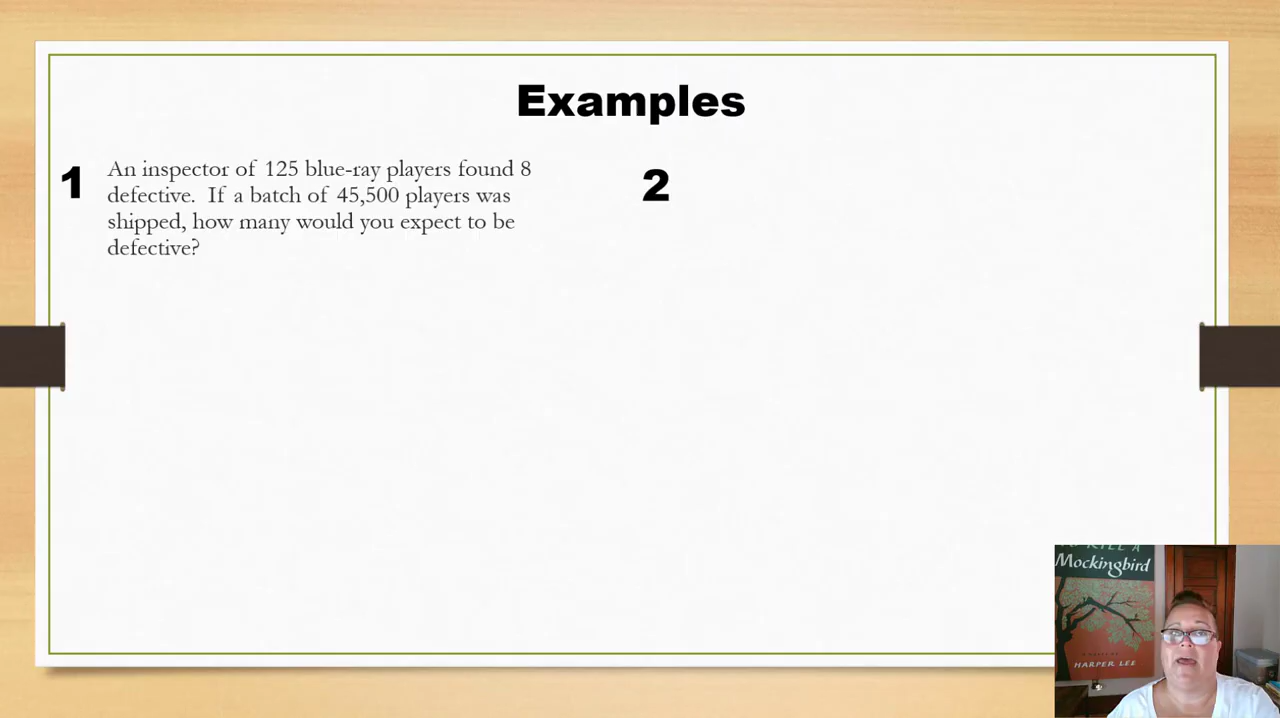 Examples
1
An inspector of 125 blue-ray players found 8
defective.  If a batch of 45,500 players was
shipped, how many would you expect to be
defective?
2
Mockingbird
HARPER LEE